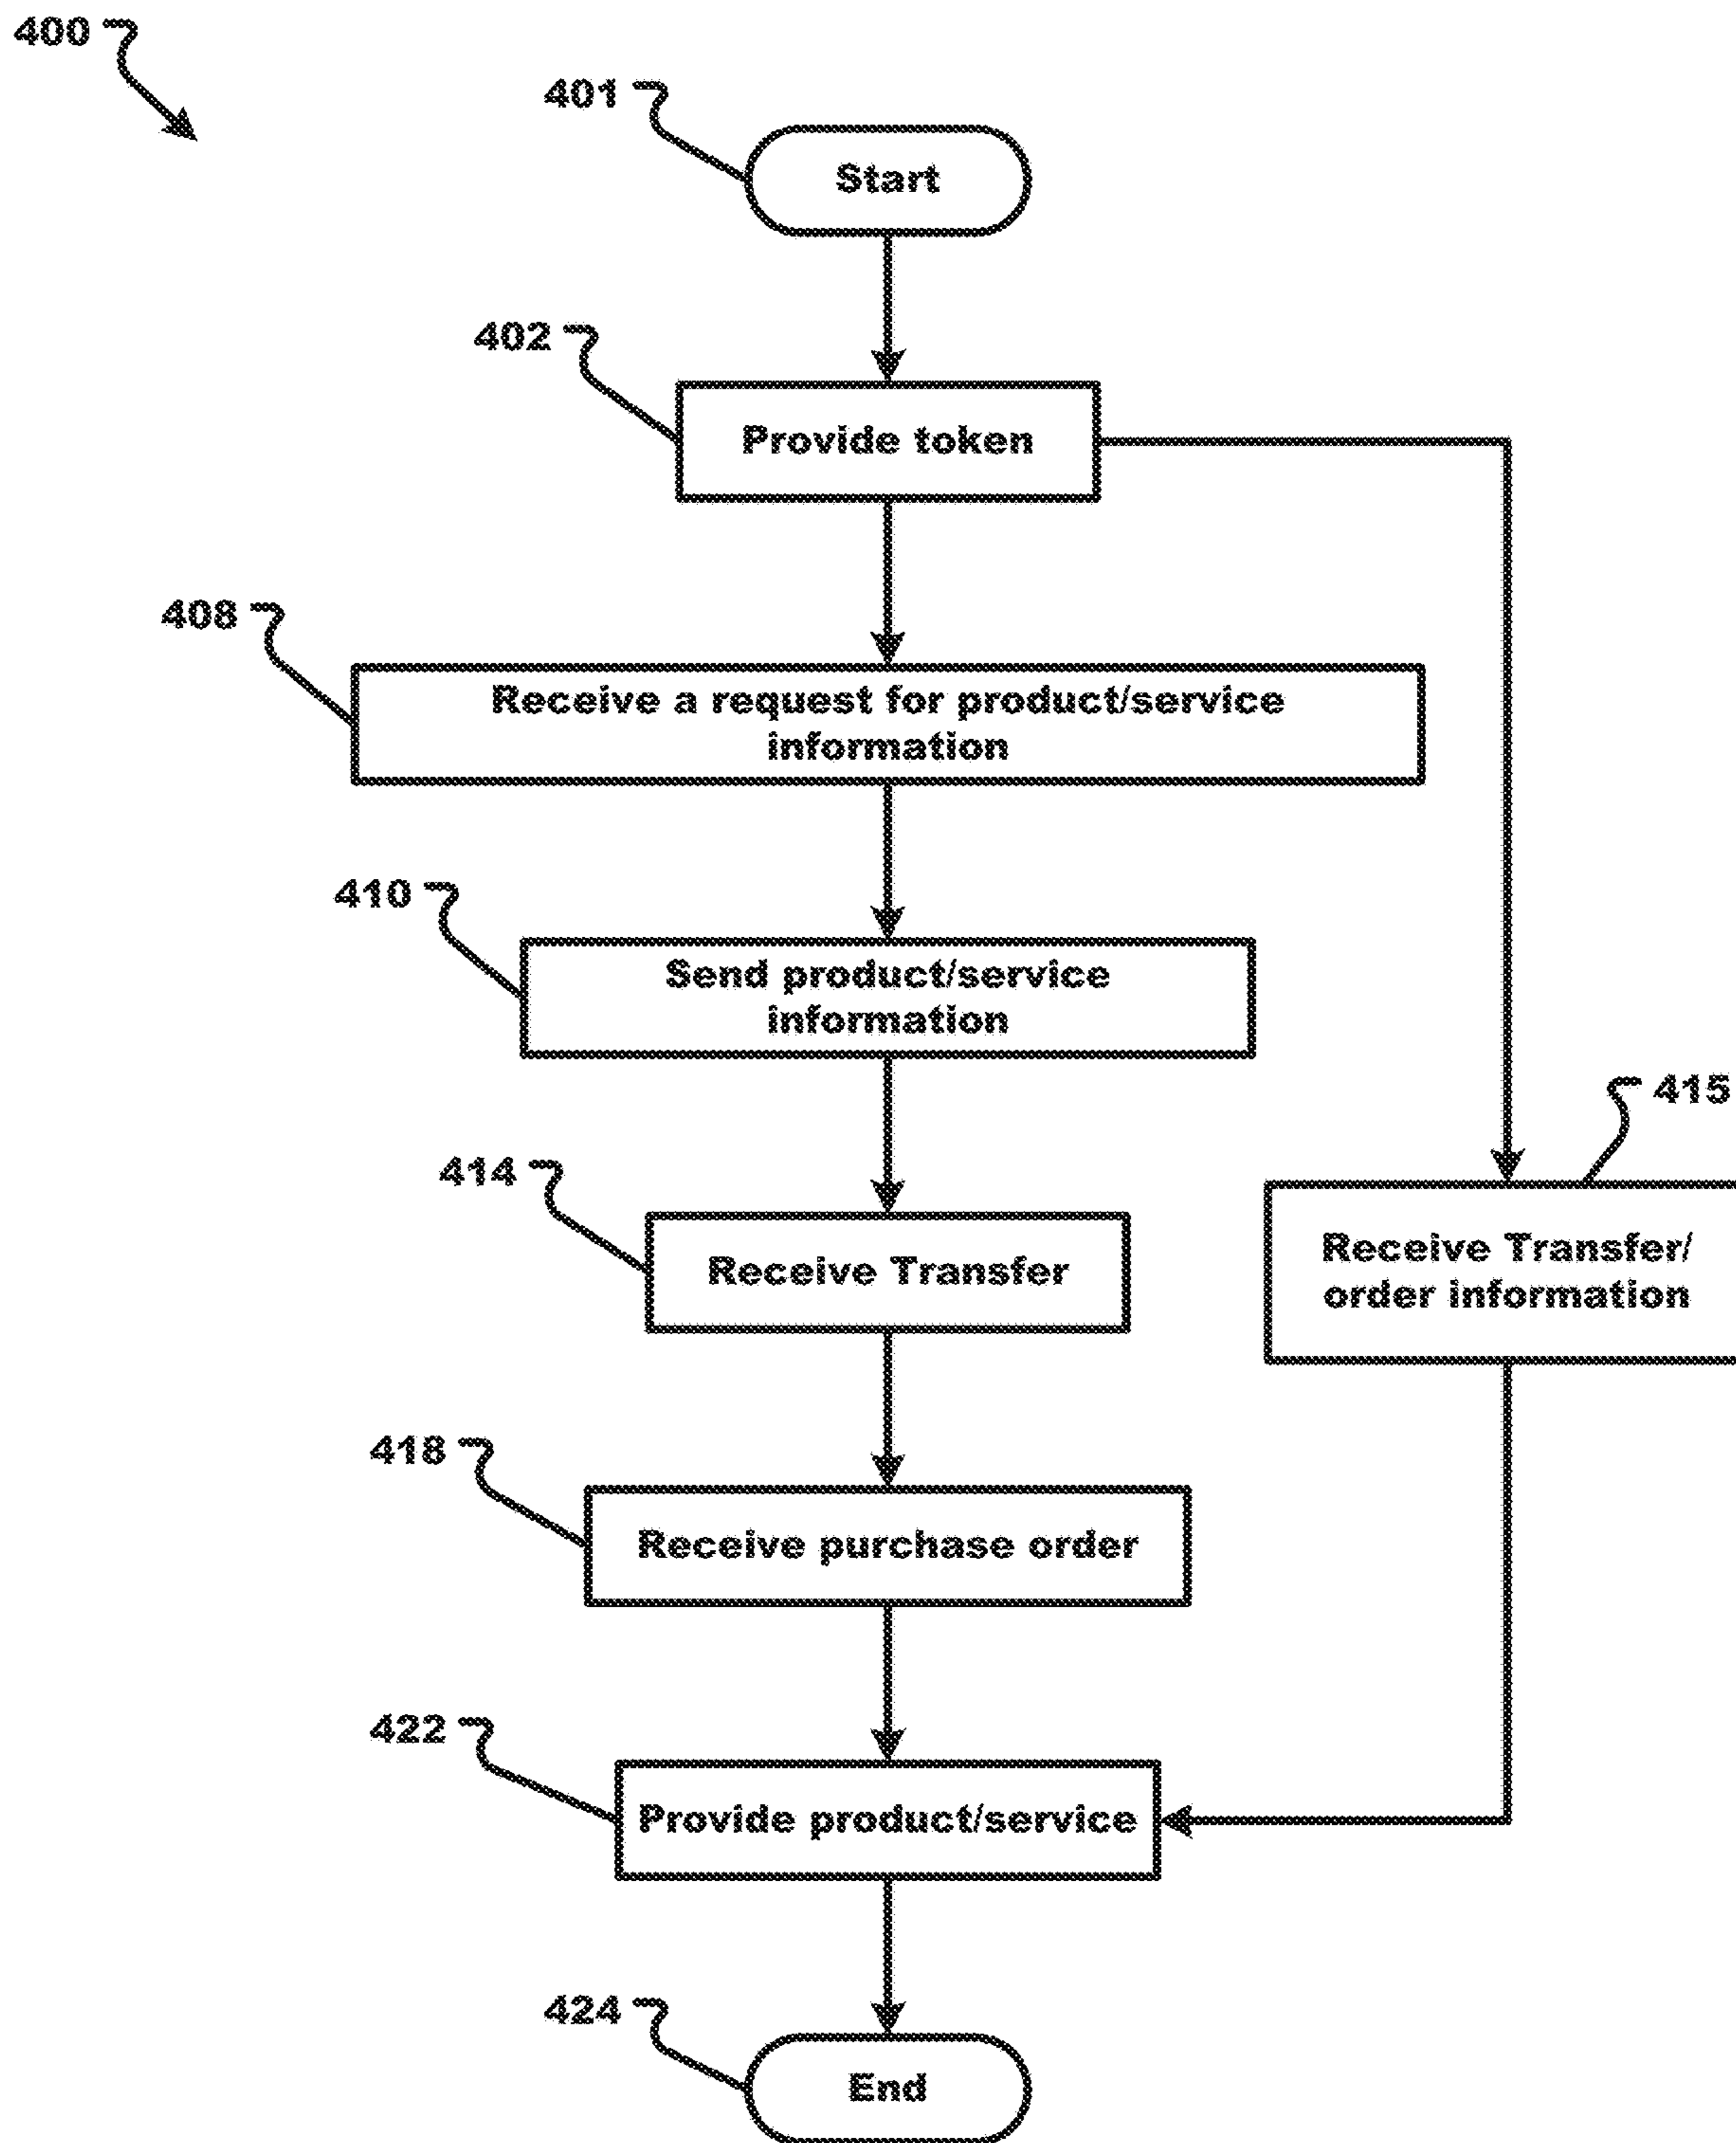 400
401
Start
402
Provide token
408
Receive a request for product/service
information
410
Send product/service
information
415
414
Receive Transfer
Receive Transfer/
order information
418
Receive purchase order
422
Provide product/service
424
End